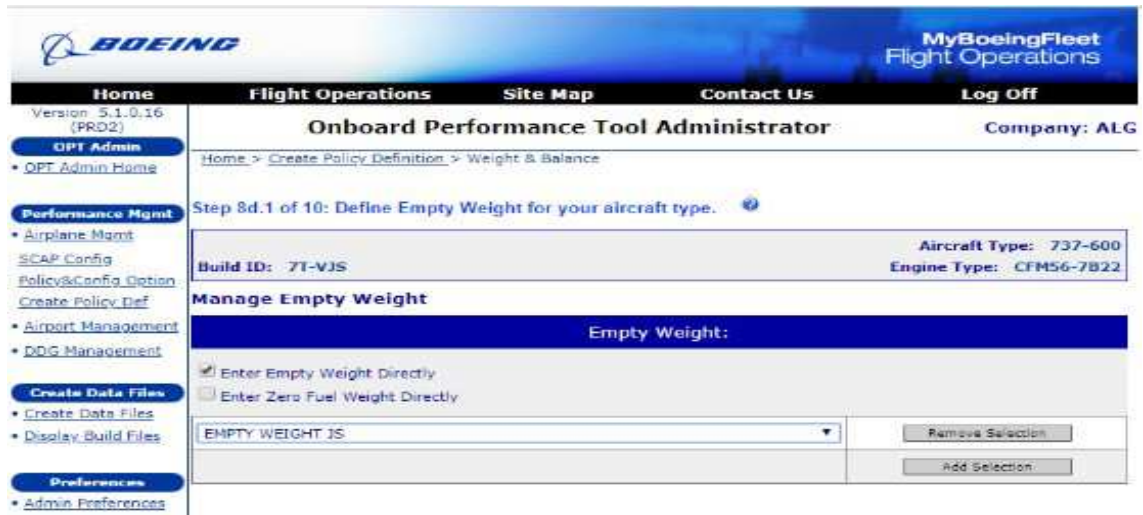 BOEING
MyBoeingFleet
Flight Operations
Home Flight Operations Site Map Contact Us Log Off
Version 5.1.0.16
(PRD2)
OPT Admin
• OPT Admin Home
Performance Mgmt
• Airplane Mgmt
SCAP Config
Policy&Config Option
Create Policy Def
• Airport Management
• DDG Management
Create Data Files
• Create Data Files
• Display Build Files
Preferences
• Admin Preferences
Onboard Performance Tool Administrator
Company: ALG
Home > Create Policy Definition > Weight & Balance
Step 8d.1 of 10: Define Empty Weight for your aircraft type.
Aircraft Type: 737-600
Build ID: 7T-VJS Engine Type: CFM56-7B22
Manage Empty Weight
Empty Weight:
Enter Empty Weight Directly
Enter Zero Fuel Weight Directly
EMPTY WEIGHT JS
Remove Selection
Add Selection